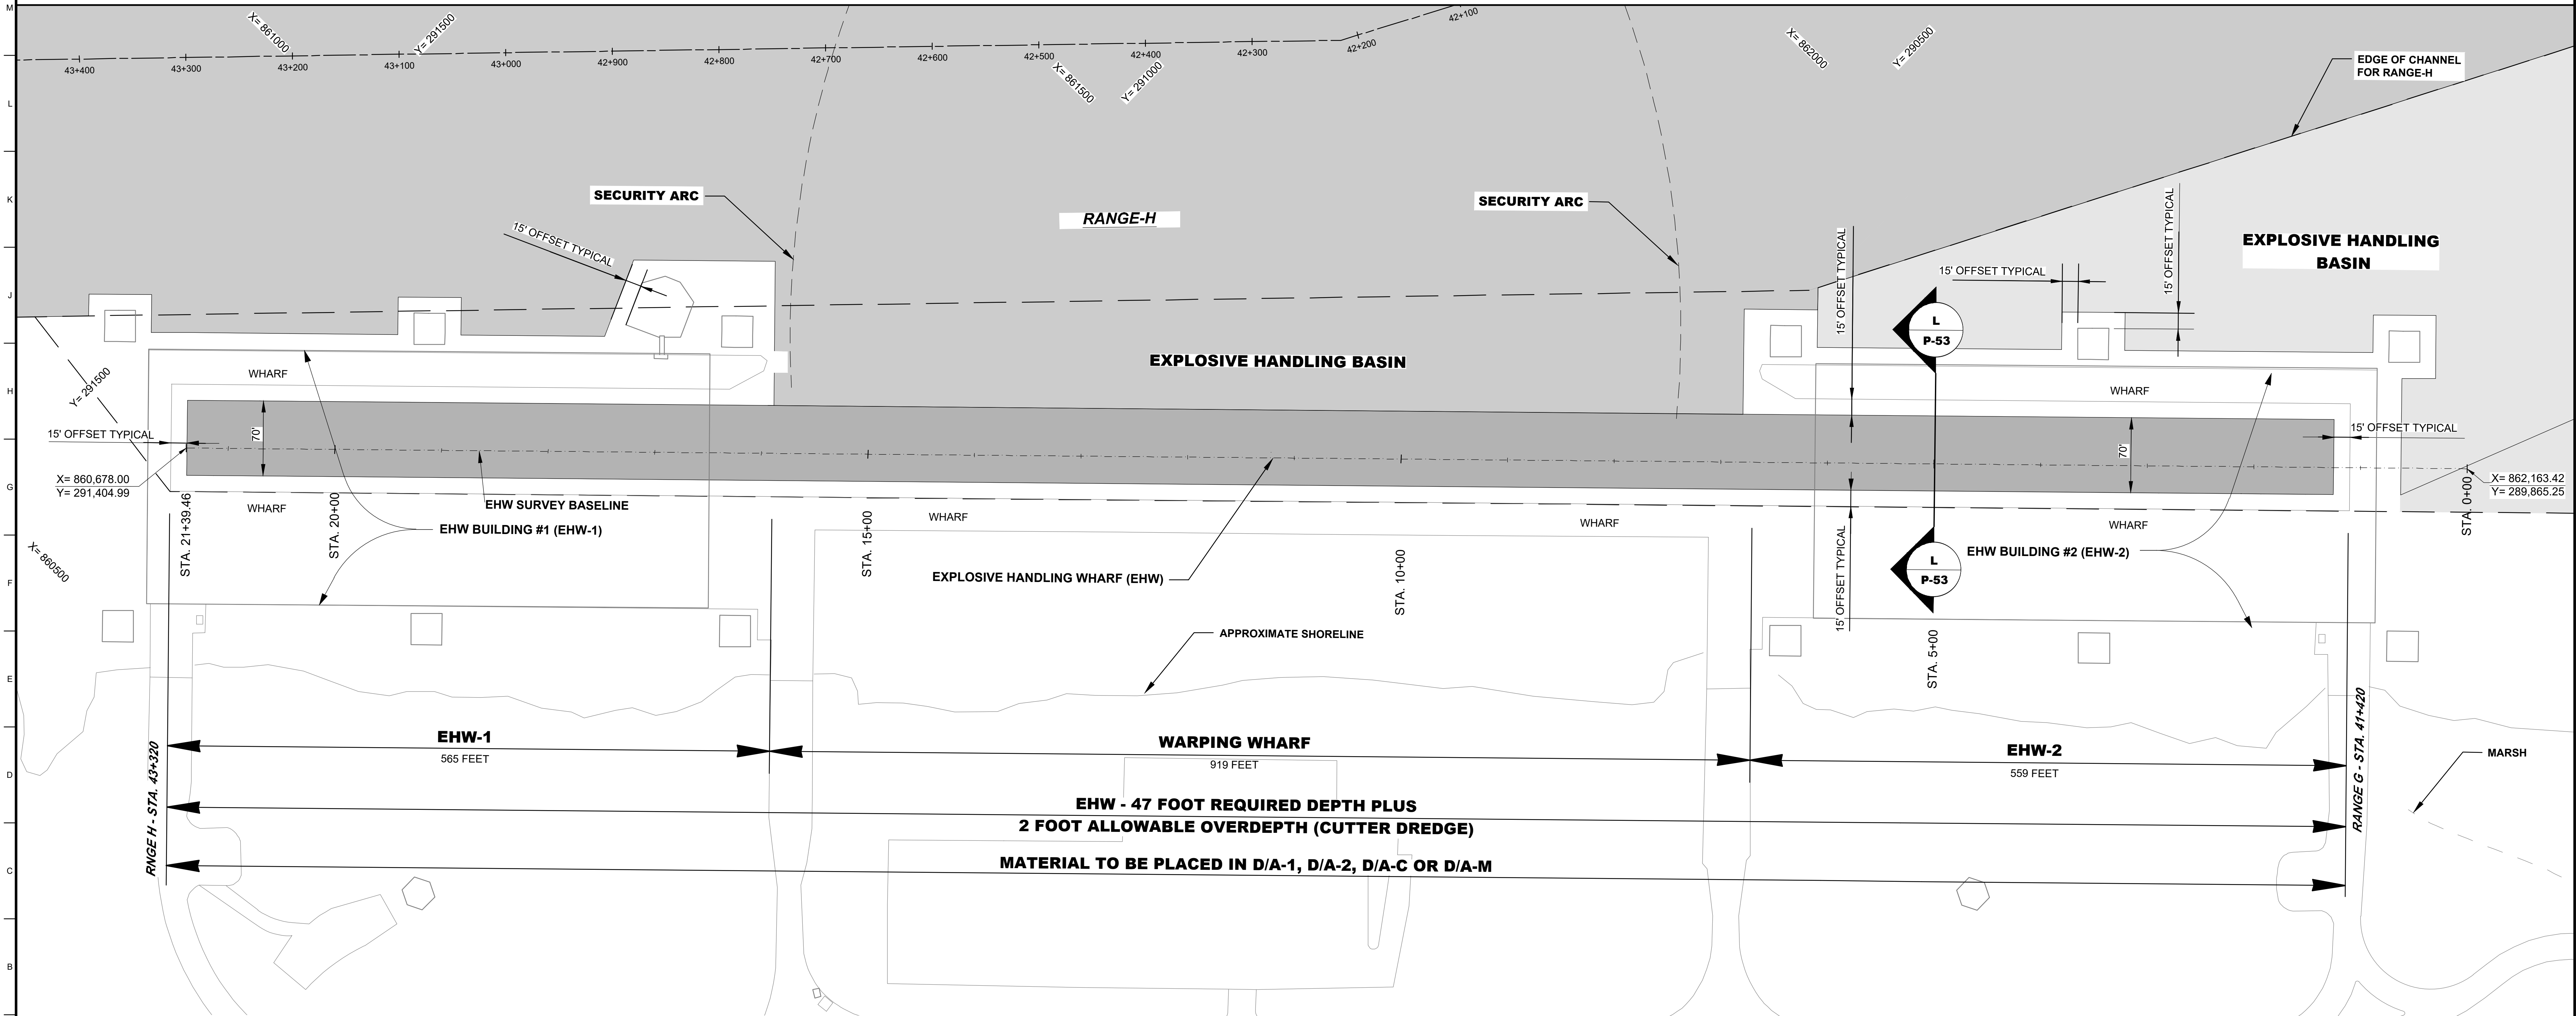 M
L
K
J
H
G
F
E
D
C
B
X= 861000
Y= 291500
42+100
X= 862000
Y= 290500
43+400
43+300
43+200
43+100
43+000
42+900
42+800
42+700
42+600
42+500
42+400
42+300
42+200
X= 861500
Y= 291000
EDGE OF CHANNEL
FOR RANGE-H
SECURITY ARC
RANGE-H
SECURITY ARC
15' OFFSET TYPICAL
15' OFFSET TYPICAL
15' OFFSET TYPICAL
15' OFFSET TYPICAL
EXPLOSIVE HANDLING
BASIN
L
P-53
EXPLOSIVE HANDLING BASIN
WHARF
WHARF
Y= 291500
15' OFFSET TYPICAL
70'
70'
15' OFFSET TYPICAL
X= 860,678.00
Y= 291,404.99
X= 862,163.42
Y= 289,865.25
EHW SURVEY BASELINE
WHARF
WHARF
WHARF
WHARF
EHW BUILDING #1 (EHW-1)
STA. 21+39.46
STA. 20+00
STA. 15+00
STA. 10+00
STA. 5+00
STA. 0+00
X= 860500
EXPLOSIVE HANDLING WHARF (EHW)
15' OFFSET TYPICAL
L
P-53
EHW BUILDING #2 (EHW-2)
APPROXIMATE SHORELINE
EHW-1
565 FEET
WARPING WHARF
919 FEET
EHW-2
559 FEET
MARSH
RNGE H - STA. 43+320
RANGE G - STA. 41+420
EHW - 47 FOOT REQUIRED DEPTH PLUS
2 FOOT ALLOWABLE OVERDEPTH (CUTTER DREDGE)
MATERIAL TO BE PLACED IN D/A-1, D/A-2, D/A-C OR D/A-M